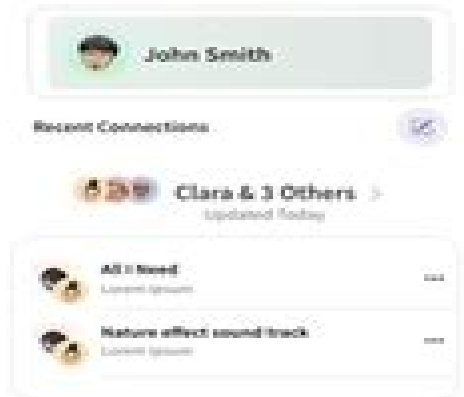 John Smith
Recent Connections
Clara & 3 Others >
Updated Today
All I Need
Lorem Ipsum
Nature effect sound track
Lorem Ipsum